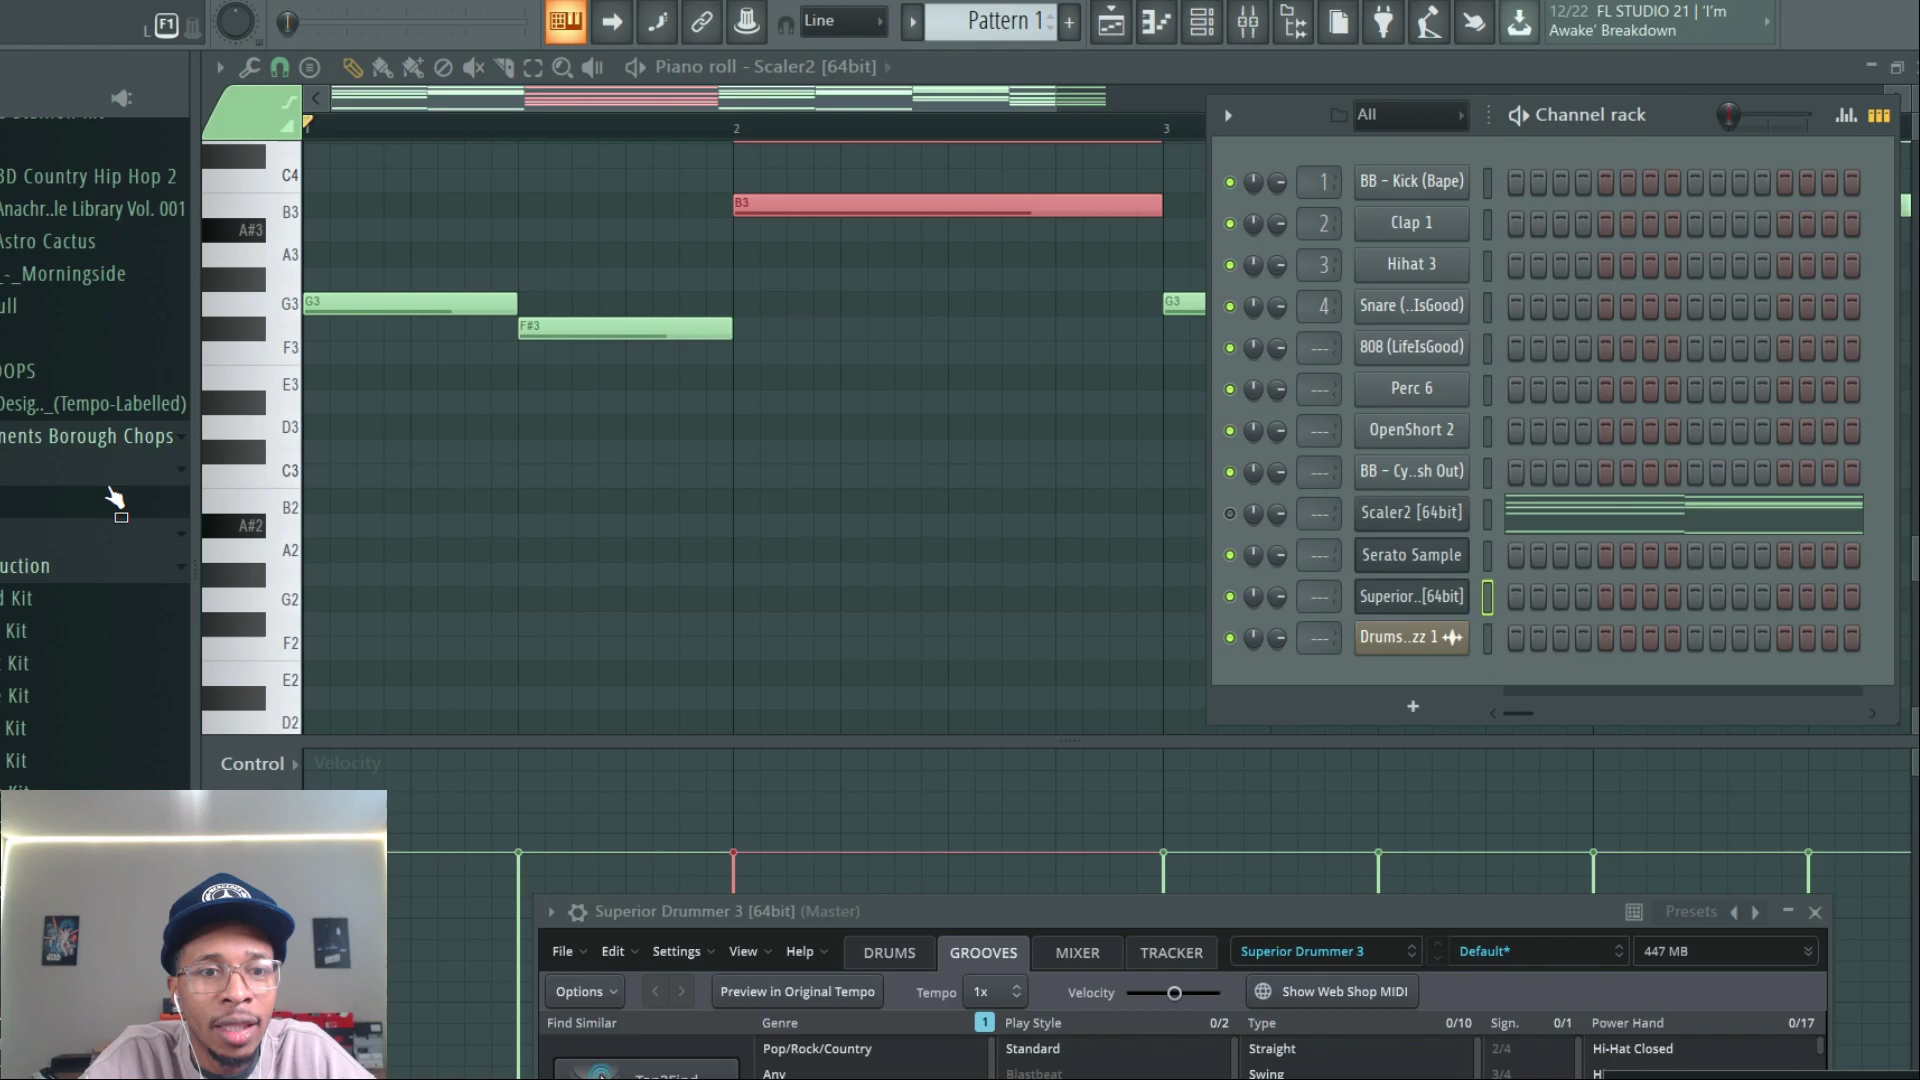 F1
Line
Pattern 1
12/22 FL STUDIO 21 | 'I'm
Awake' Breakdown
Piano roll - Scaler2 [64bit]
All
Channel rack
2
3
3D Country Hip Hop 2
Anachr..le Library Vol. 001
Astro Cactus
_-_Morningside
ull
OOPS
Desig.._(Tempo-Labelled)
nents Borough Chops
uction
d Kit
Kit
Kit
Kit
Kit
Kit
C4
B3
A#3
A3
G3
F3
E3
D3
C3
B2
A#2
A2
G2
F2
E2
D2
G3
F#3
B3
G3
1 BB - Kick (Bape)
2 Clap 1
3 Hihat 3
4 Snare (..IsGood)
--- 808 (LifeIsGood)
--- Perc 6
--- OpenShort 2
--- BB - Cy..sh Out)
--- Scaler2 [64bit]
--- Serato Sample
--- Superior..[64bit]
--- Drums..zz 1
+
Control Velocity
Superior Drummer 3 [64bit] (Master)
Presets
File Edit Settings View Help DRUMS GROOVES MIXER TRACKER Superior Drummer 3 Default* 447 MB
Options Preview in Original Tempo Tempo 1x Velocity Show Web Shop MIDI
Find Similar Genre 1 Play Style 0/2 Type 0/10 Sign. 0/1 Power Hand 0/17
Pop/Rock/Country Standard Straight 2/4 Hi-Hat Closed
Tap2Find Any Blastbeat Swing 3/4